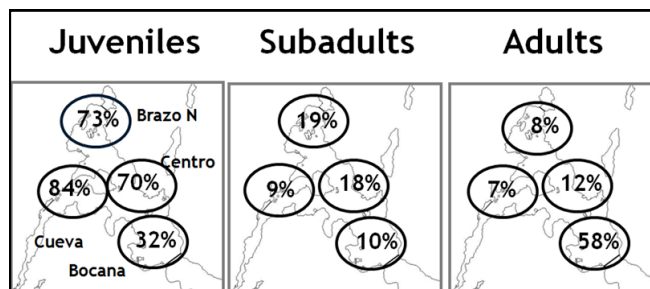 Juveniles Subadults Adults
73% Brazo N
Centro
84% 70%
Cueva 32%
Bocana
19%
9% 18%
10%
8%
7% 12%
58%